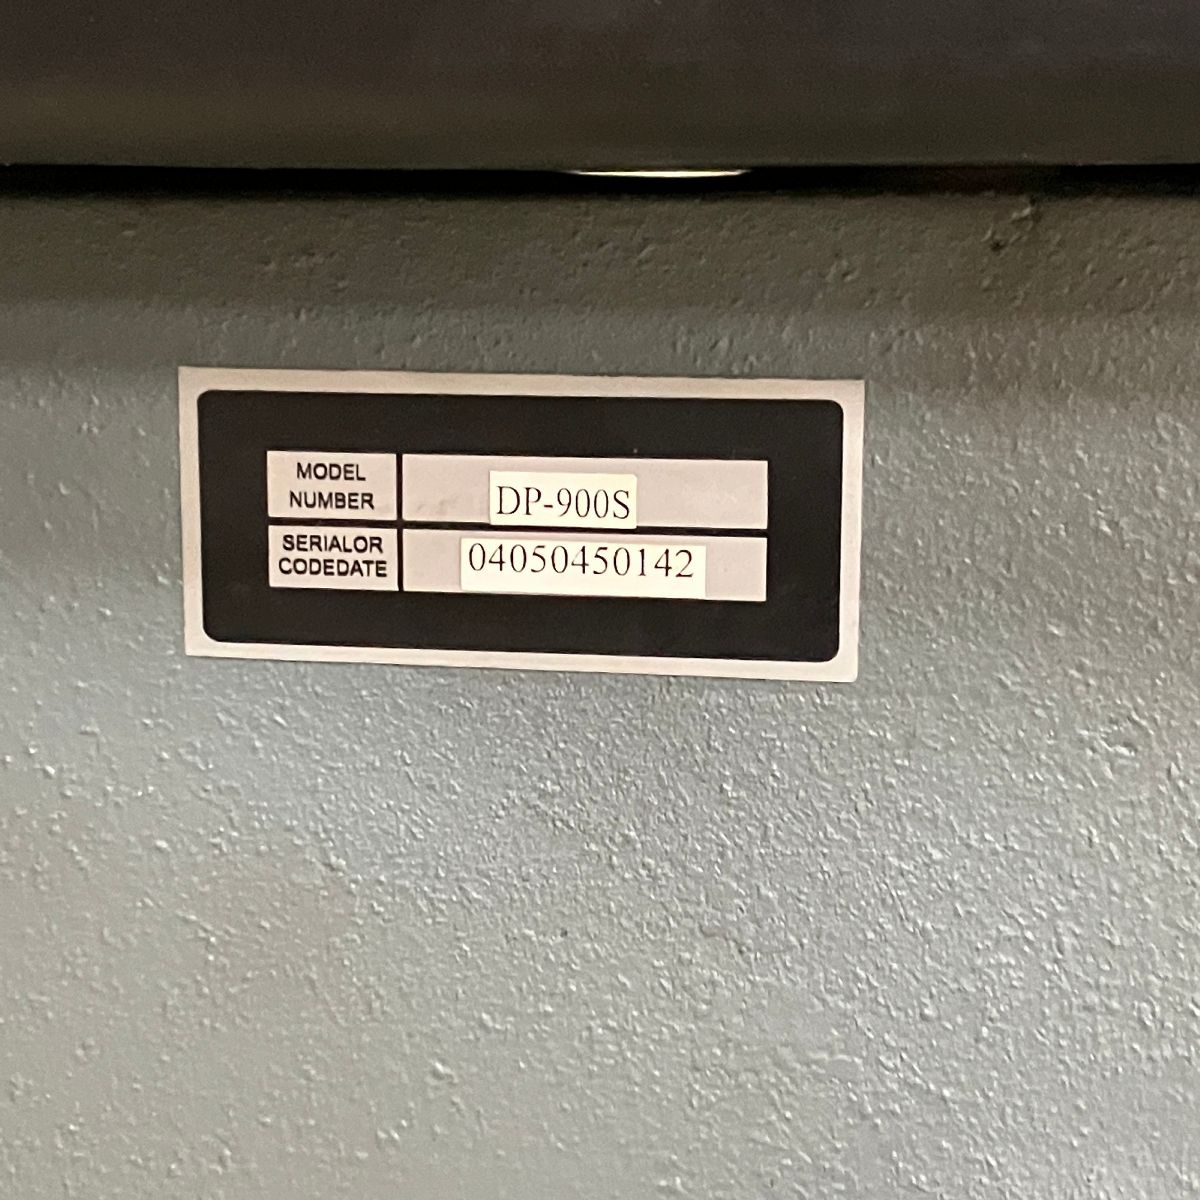 MODEL
NUMBER
DP-900S
SERIALOR
CODEDATE
04050450142